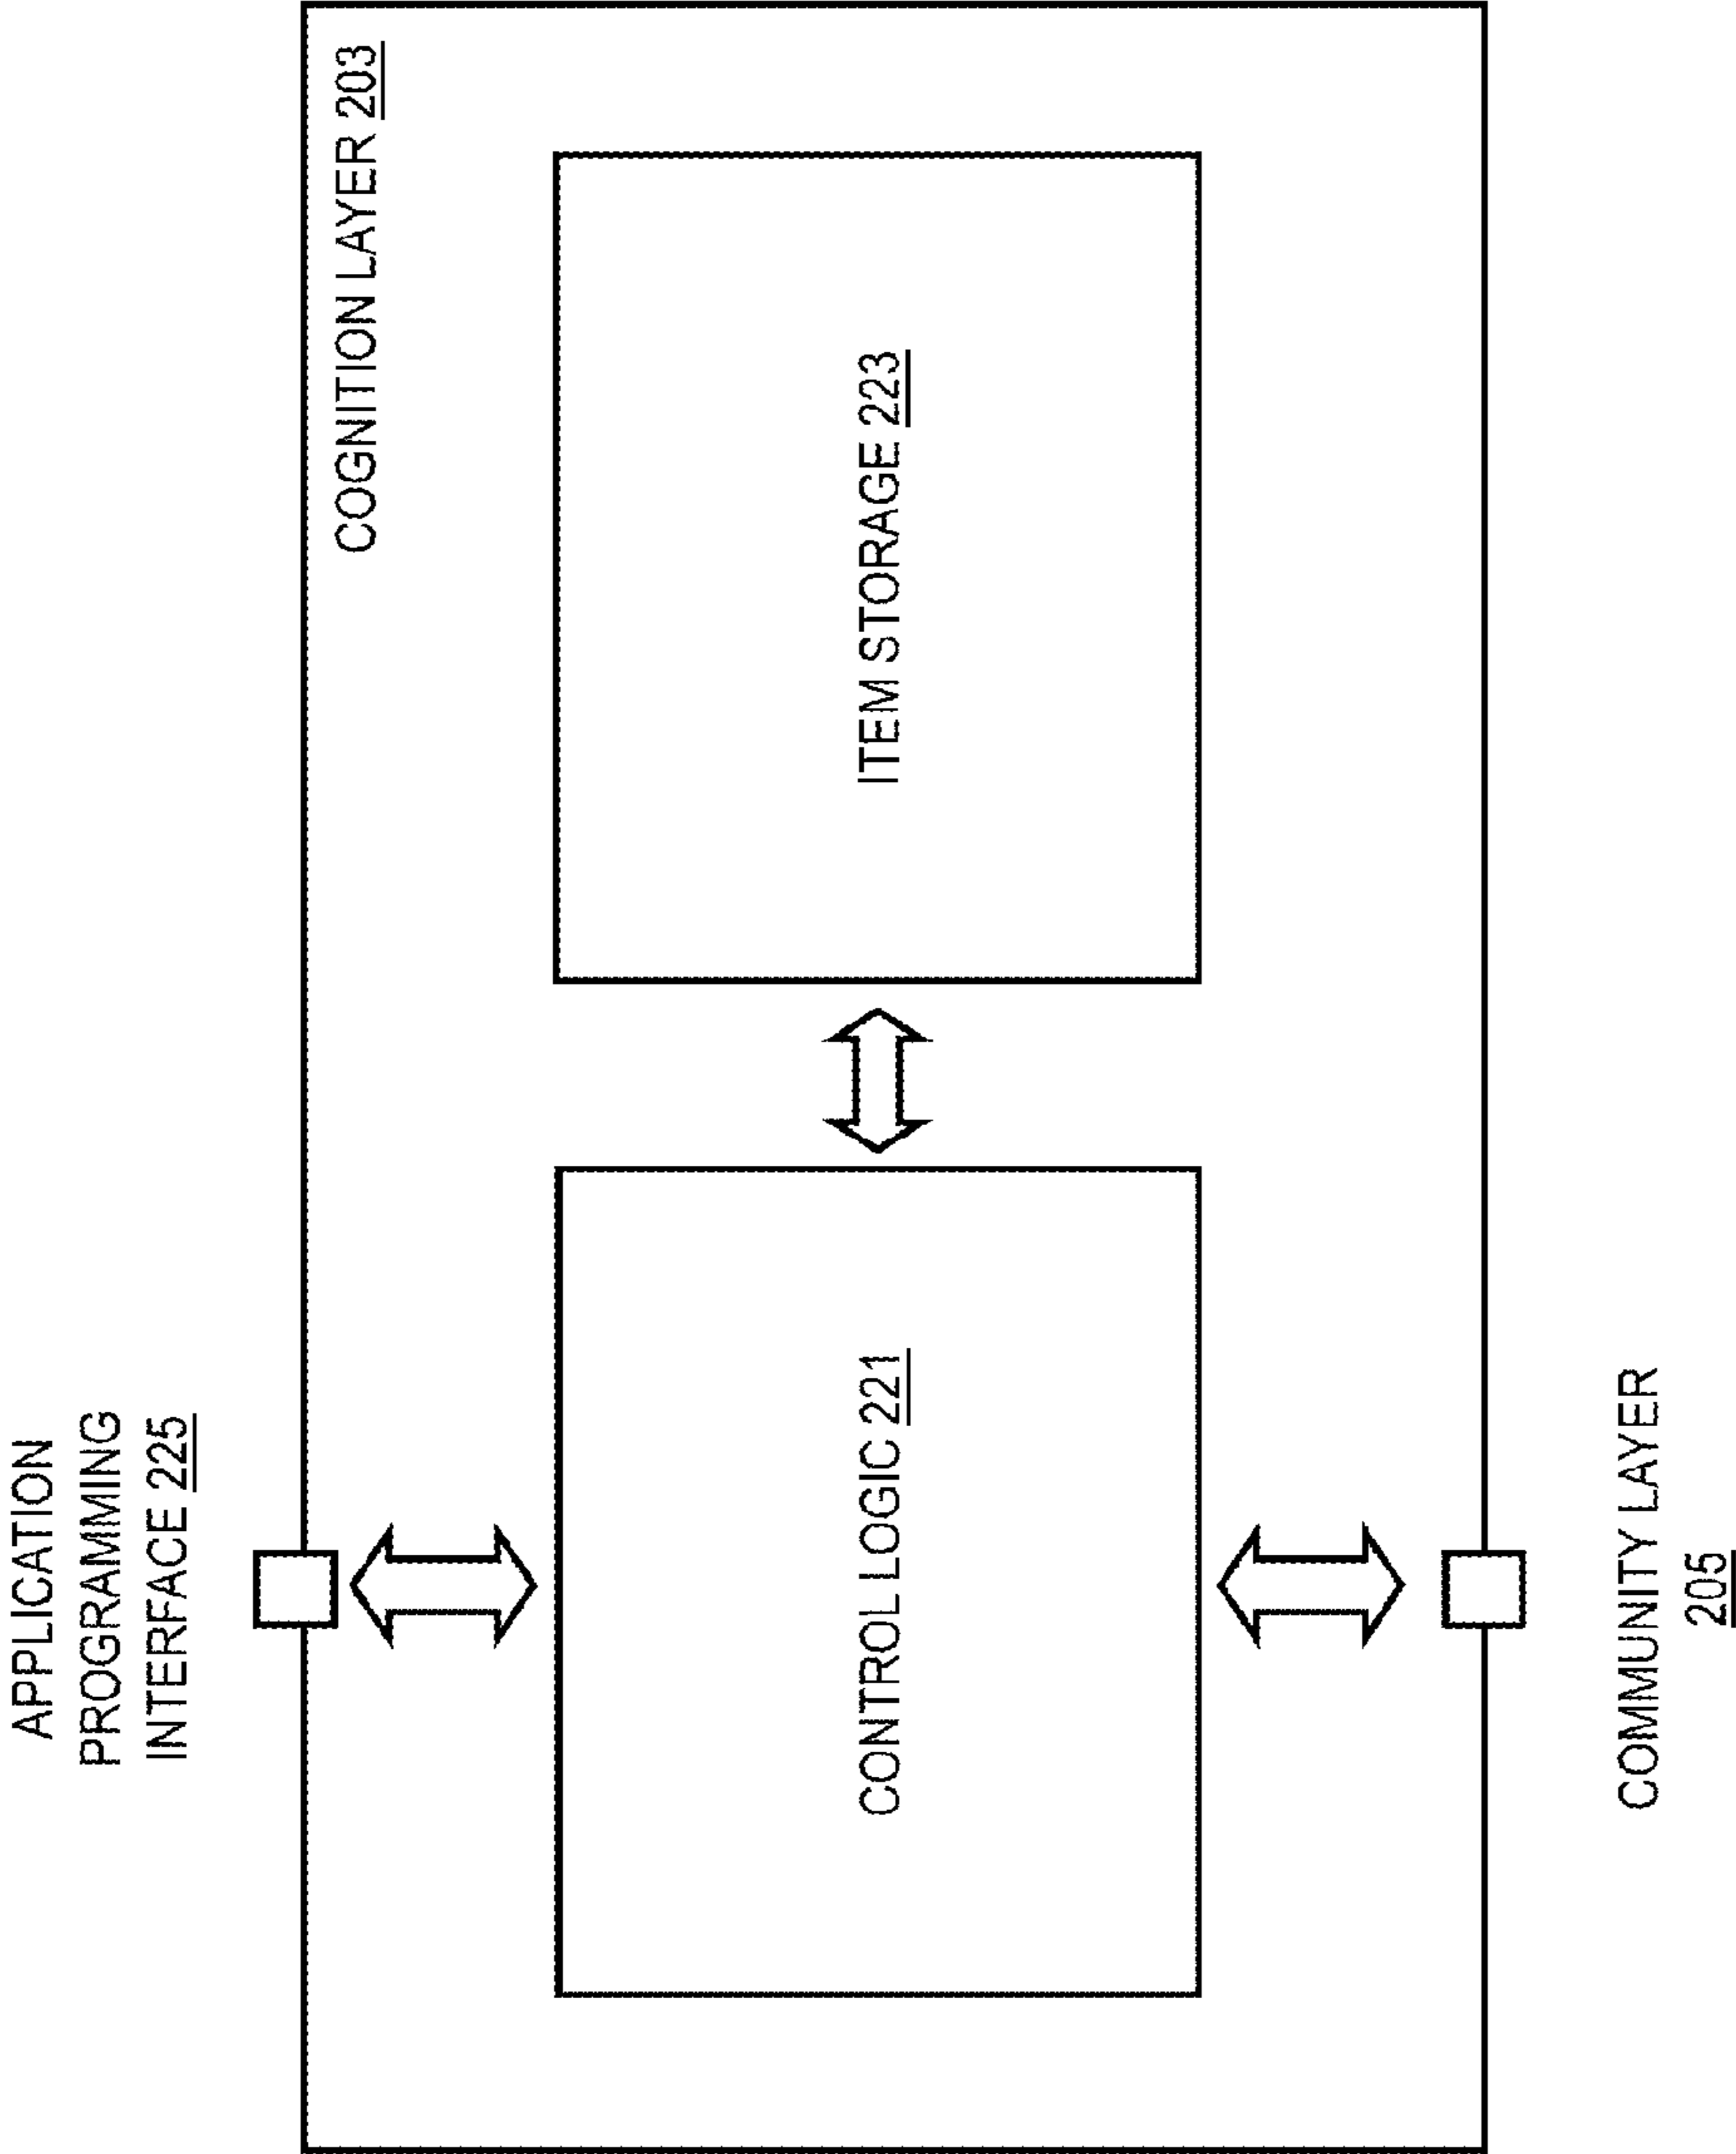 APPLICATION
PROGRAMMING
INTERFACE 225
COGNITION LAYER 203
CONTROL LOGIC 221
ITEM STORAGE 223
COMMUNITY LAYER
205